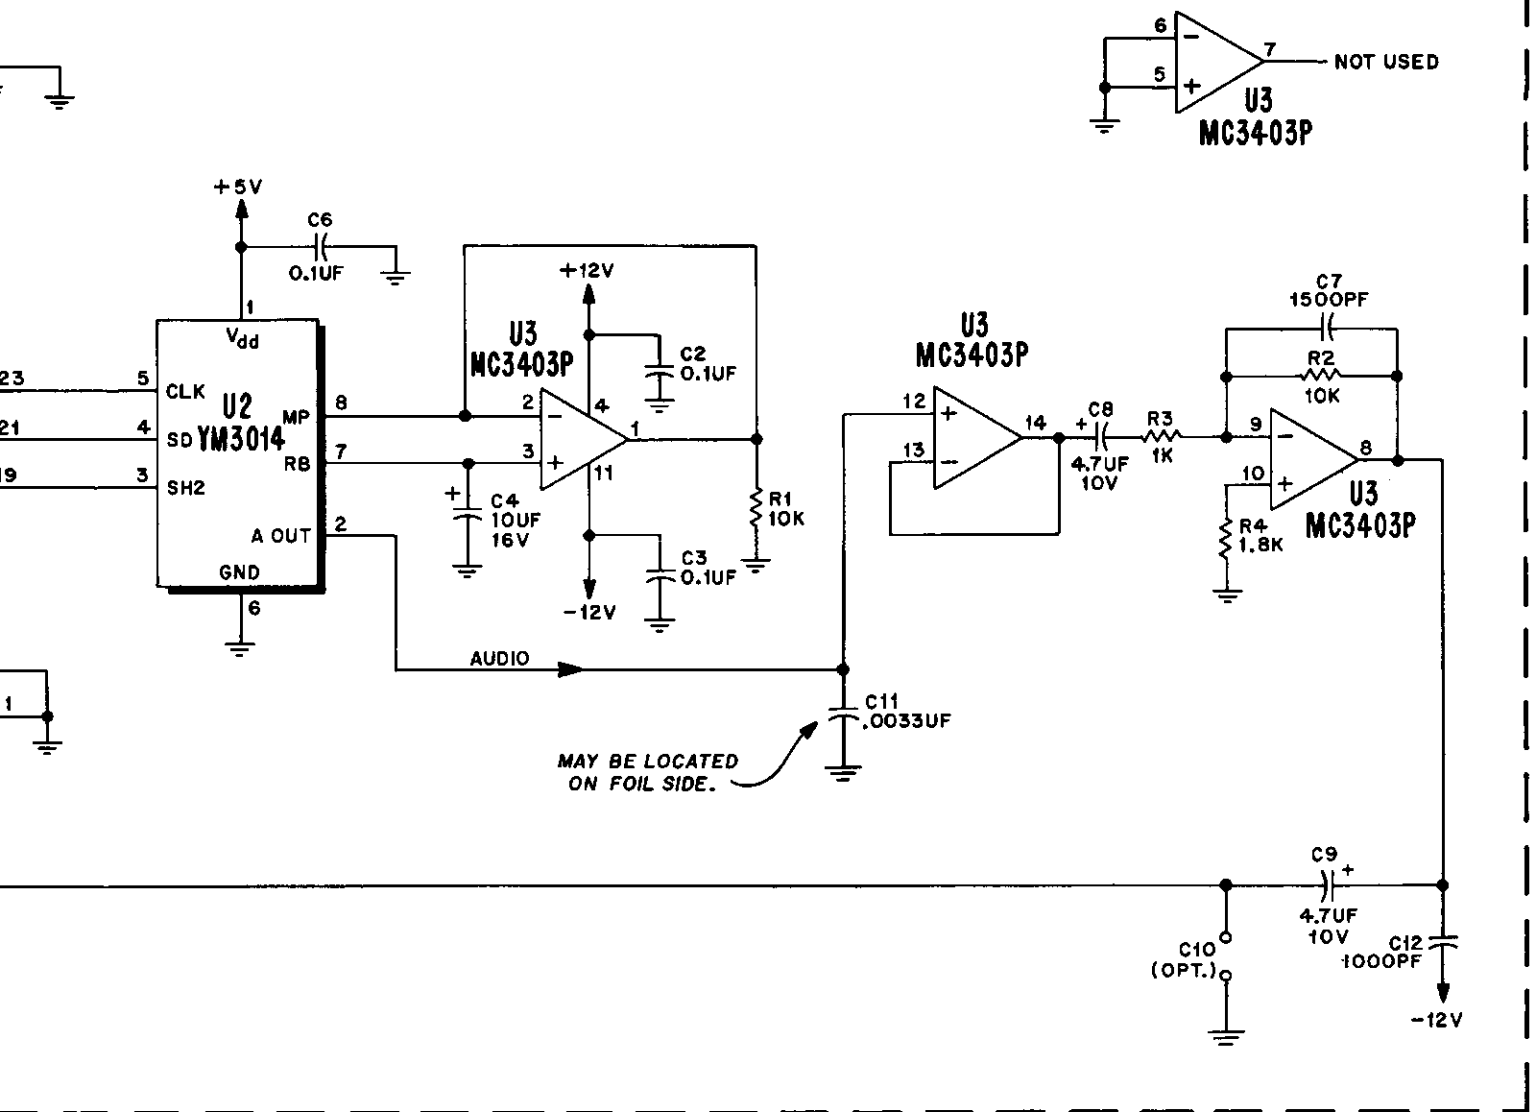 6
−
7
NOT USED
5
+
U3
MC3403P
+5V
C6
0.1UF
1
Vdd
23
5
CLK
21
4
SD
19
3
SH2
U2
YM3014
MP
8
RB
7
A OUT
2
GND
6
+12V
U3
MC3403P
C2
0.1UF
2
−
4
1
3
+
11
+
C4
10UF
16V
R1
10K
C3
0.1UF
-12V
AUDIO
U3
MC3403P
12
+
13
−
14
+
C8
4.7UF
10V
R3
1K
C7
1500PF
R2
10K
9
−
8
10
+
U3
MC3403P
R4
1.8K
1
C11
.0033UF
MAY BE LOCATED
ON FOIL SIDE.
C9
+
4.7UF
10V
C10
(OPT.)
C12
1000PF
-12V